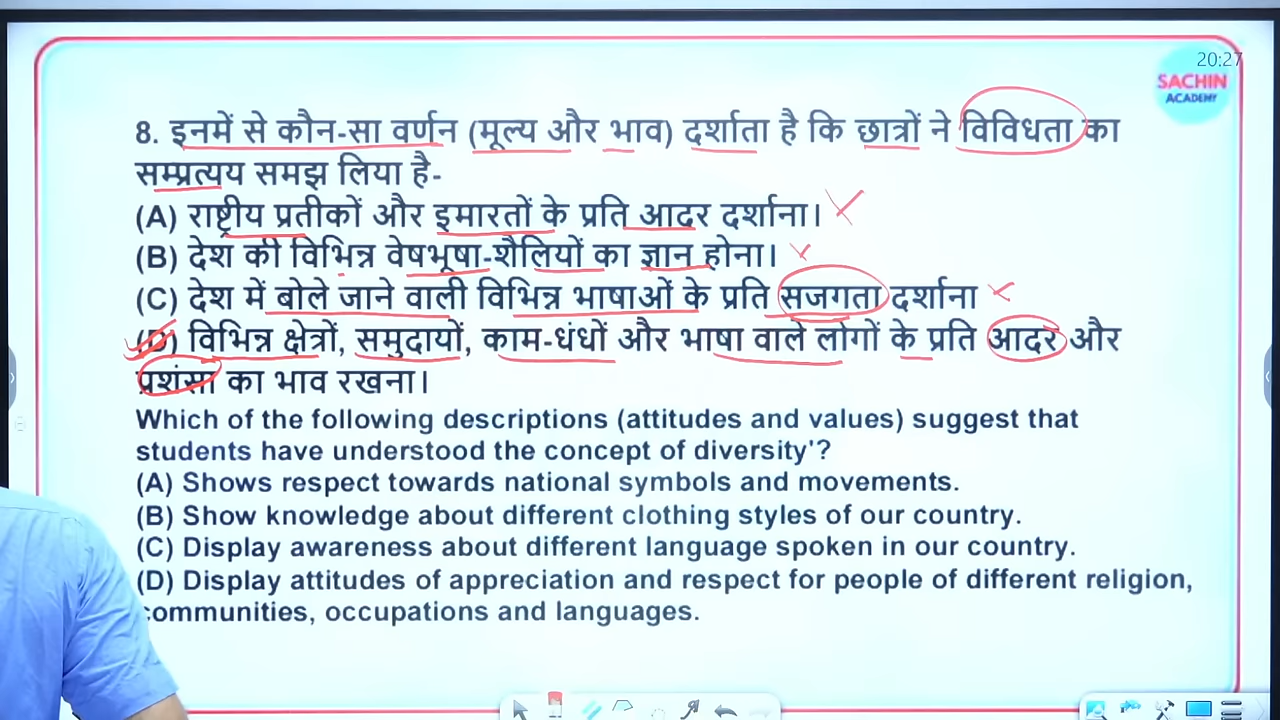 20:27
SACHIN
ACADEMY
8. इनमें से कौन-सा वर्णन (मूल्य और भाव) दर्शाता है कि छात्रों ने विविधता का
सम्प्रत्यय समझ लिया है-
(A) राष्ट्रीय प्रतीकों और इमारतों के प्रति आदर दर्शाना।
(B) देश की विभिन्न वेषभूषा-शैलियों का ज्ञान होना।
(C) देश में बोले जाने वाली विभिन्न भाषाओं के प्रति सजगता दर्शाना
(D) विभिन्न क्षेत्रों, समुदायों, काम-धंधों और भाषा वाले लोगों के प्रति आदर और
प्रशंसा का भाव रखना।
Which of the following descriptions (attitudes and values) suggest that
students have understood the concept of diversity'?
(A) Shows respect towards national symbols and movements.
(B) Show knowledge about different clothing styles of our country.
(C) Display awareness about different language spoken in our country.
(D) Display attitudes of appreciation and respect for people of different religion,
communities, occupations and languages.